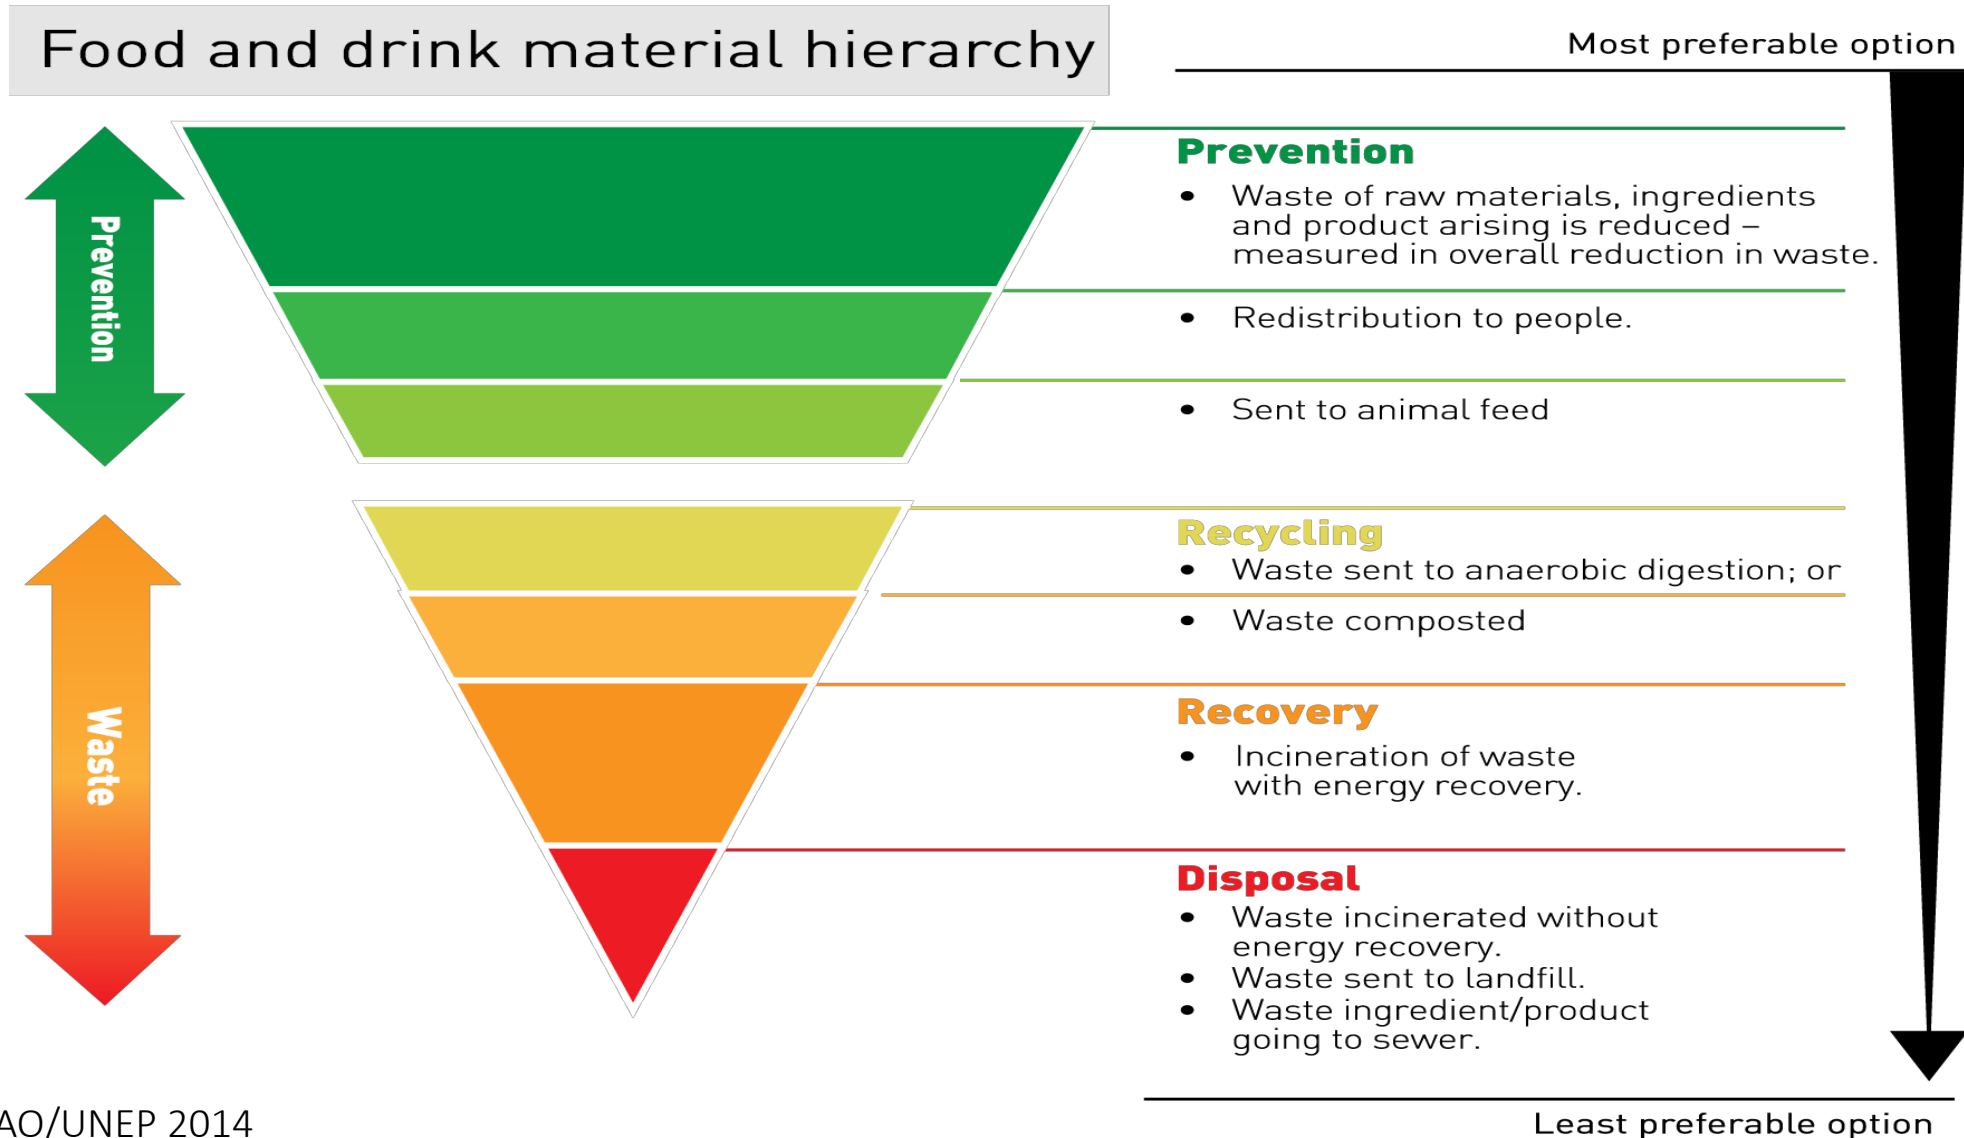 Food and drink material hierarchy
Most preferable option
Prevention
Prevention
• Waste of raw materials, ingredients
and product arising is reduced –
measured in overall reduction in waste.
• Redistribution to people.
• Sent to animal feed
Waste
Recycling
• Waste sent to anaerobic digestion; or
• Waste composted
Recovery
• Incineration of waste
with energy recovery.
Disposal
• Waste incinerated without
energy recovery.
• Waste sent to landfill.
• Waste ingredient/product
going to sewer.
AO/UNEP 2014
Least preferable option